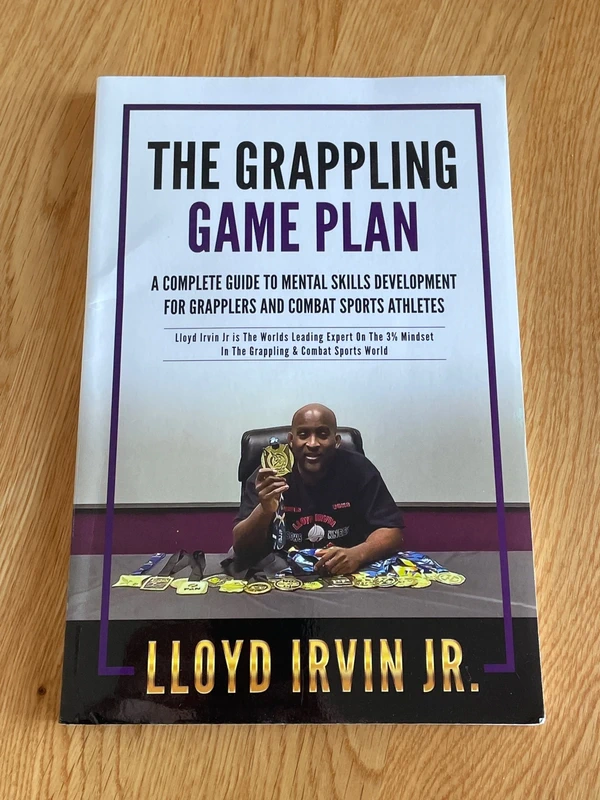 THE GRAPPLING
GAME PLAN
A COMPLETE GUIDE TO MENTAL SKILLS DEVELOPMENT
FOR GRAPPLERS AND COMBAT SPORTS ATHLETES
Lloyd Irvin Jr is The Worlds Leading Expert On The 3% Mindset
In The Grappling & Combat Sports World
LLOYD IRVIN JR.